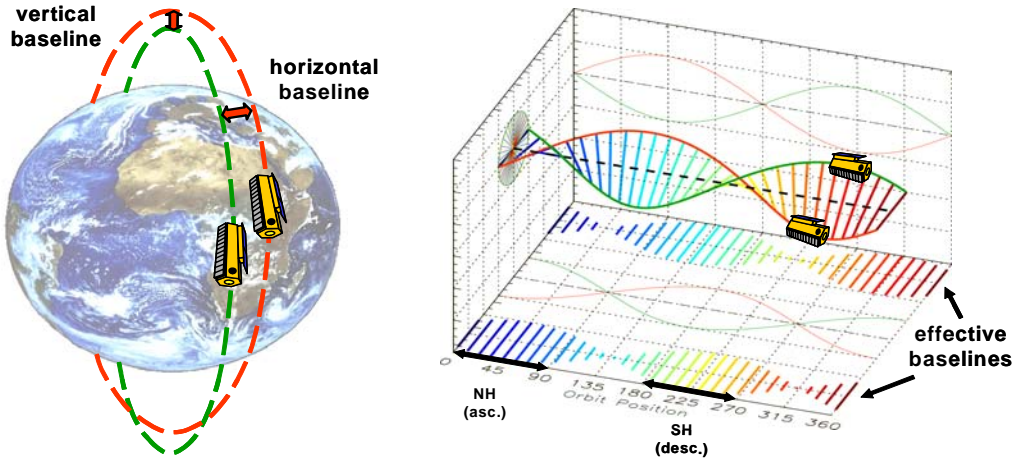 vertical
baseline
horizontal
baseline
effective
baselines
0
45
90
135
180
225
270
315
360
Orbit Position
NH
(asc.)
SH
(desc.)